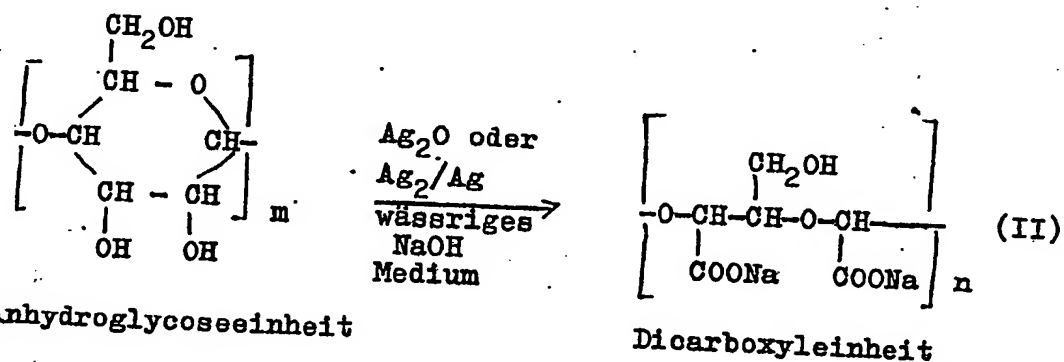 CH2OH
CH - O
-O-CH CH-
CH - CH
OH OH
m
Ag2O oder
Ag2/Ag
wässriges
NaOH
Medium
CH2OH
-O-CH-CH-O-CH-
COONa COONa
n
(II)
nhydroglycoseeinheit
Dicarboxyleinheit